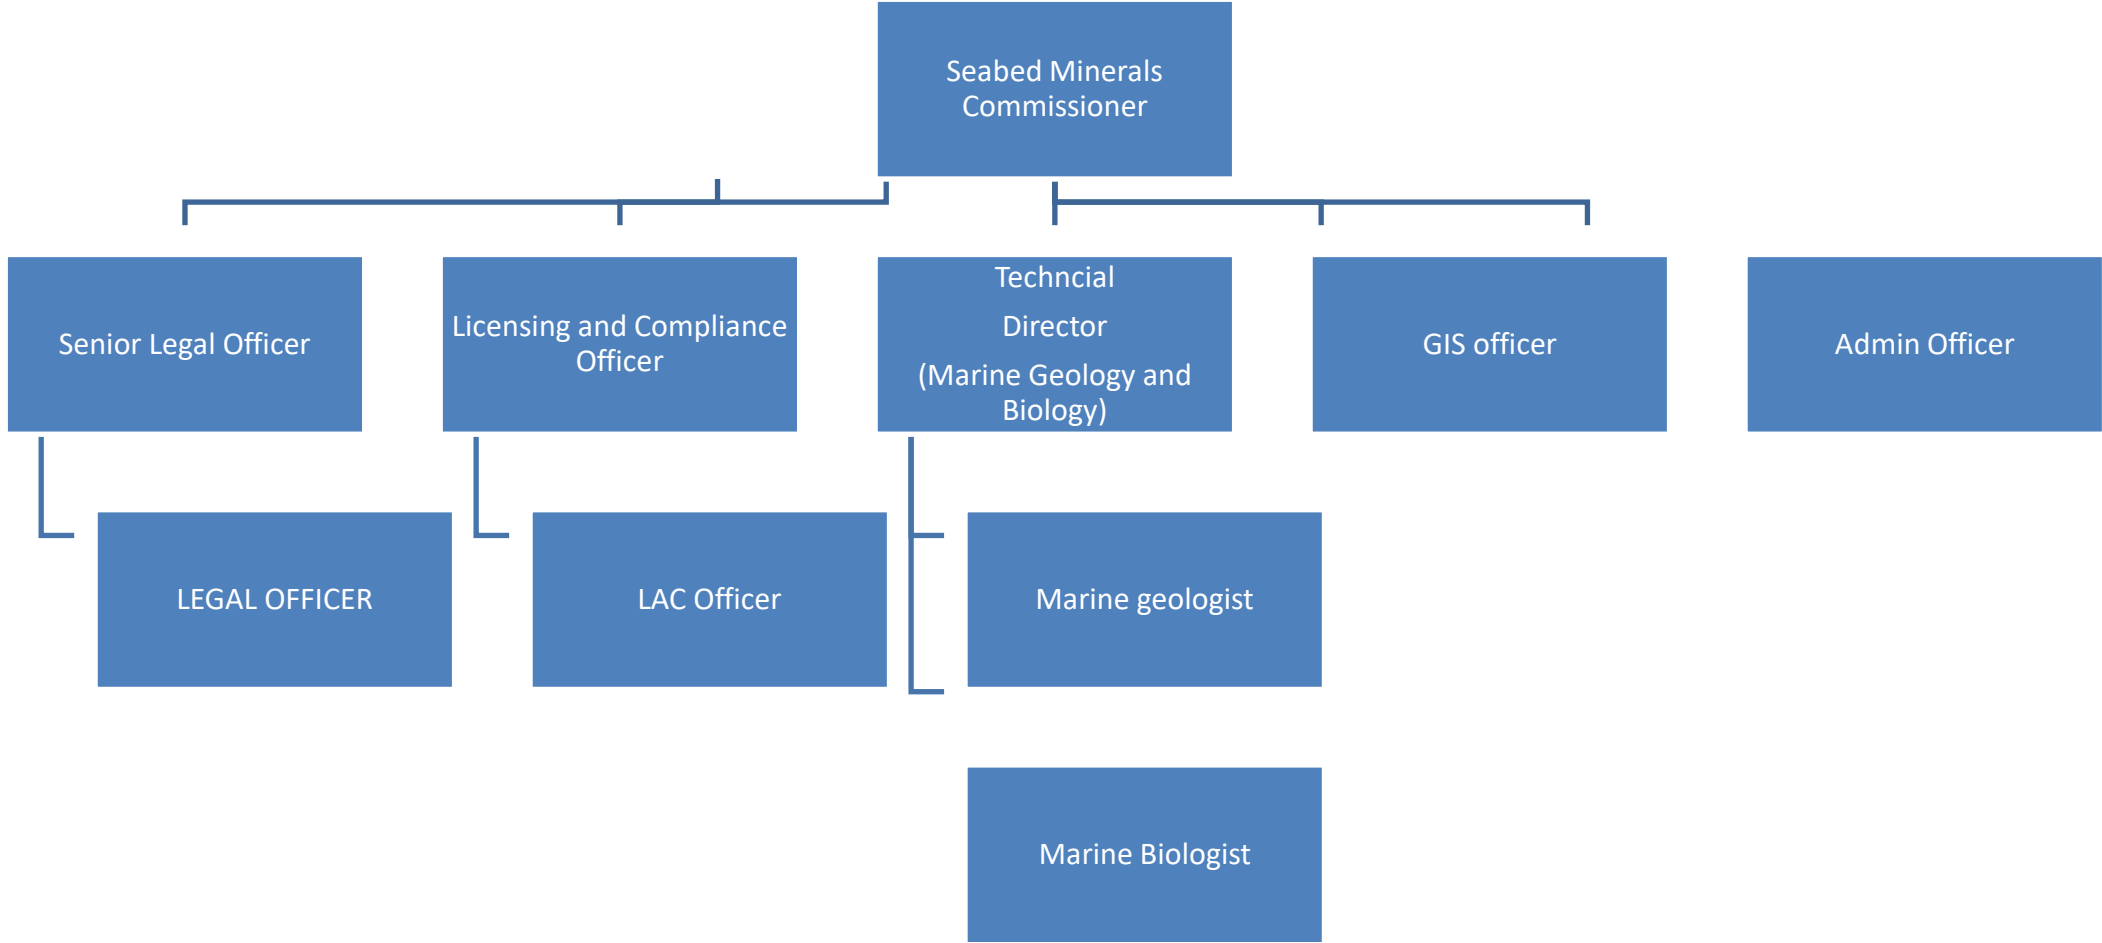 Seabed Minerals
Commissioner
Senior Legal Officer
Licensing and Compliance
Officer
Techncial
Director
(Marine Geology and
Biology)
GIS officer
Admin Officer
LEGAL OFFICER
LAC Officer
Marine geologist
Marine Biologist